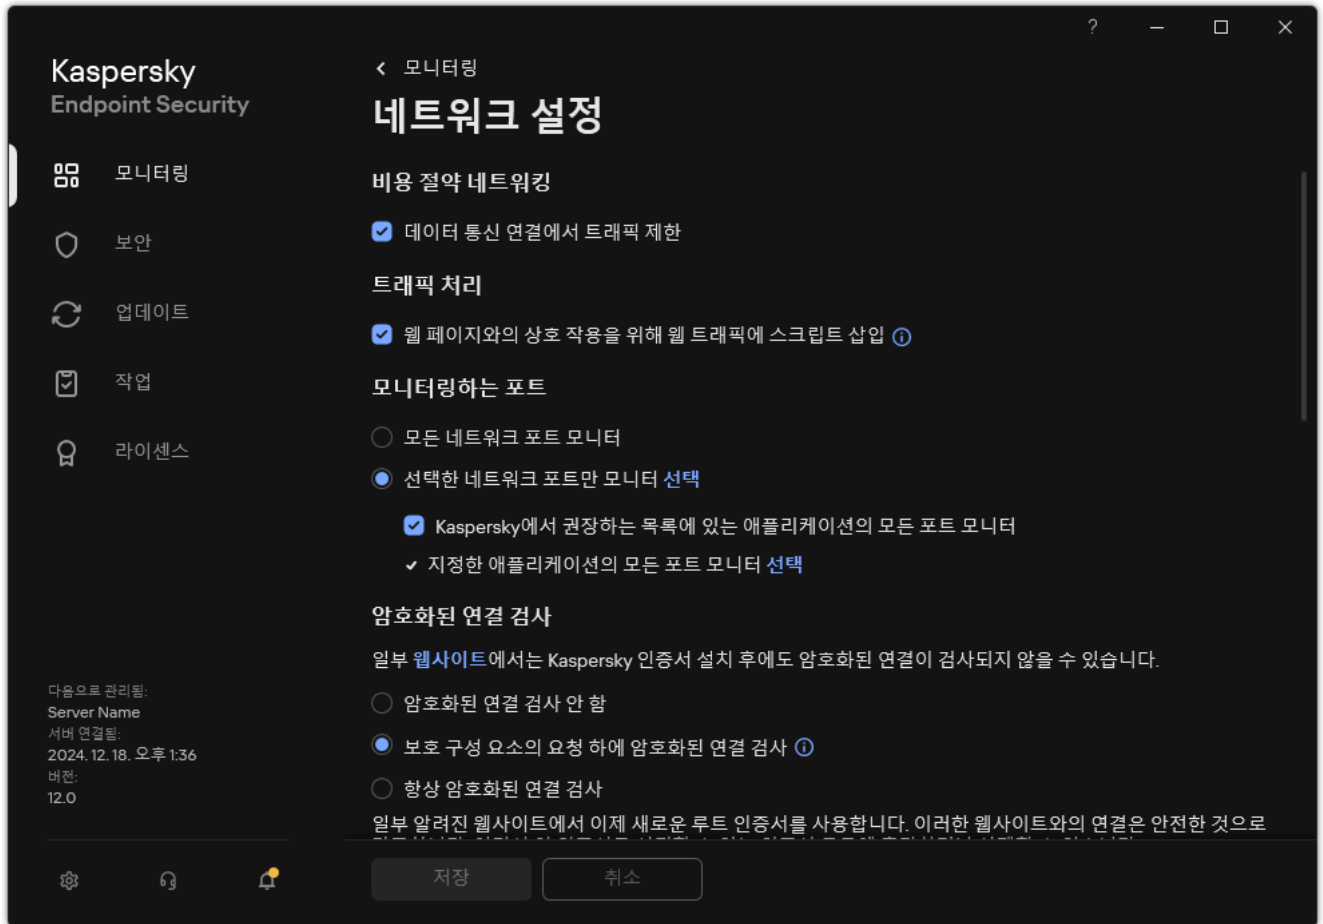 ?
Kaspersky
Endpoint Security
모니터링
보안
업데이트
작업
라이센스
다음으로 관리됨:
Server Name
서버 연결됨:
2024. 12. 18. 오후 1:36
버전:
12.0
모니터링
네트워크 설정
비용 절약 네트워킹
데이터 통신 연결에서 트래픽 제한
트래픽 처리
웹 페이지와의 상호 작용을 위해 웹 트래픽에 스크립트 삽입
모니터링하는 포트
모든 네트워크 포트 모니터
선택한 네트워크 포트만 모니터 선택
Kaspersky에서 권장하는 목록에 있는 애플리케이션의 모든 포트 모니터
지정한 애플리케이션의 모든 포트 모니터 선택
암호화된 연결 검사
일부 웹사이트에서는 Kaspersky 인증서 설치 후에도 암호화된 연결이 검사되지 않을 수 있습니다.
암호화된 연결 검사 안 함
보호 구성 요소의 요청 하에 암호화된 연결 검사
항상 암호화된 연결 검사
일부 알려진 웹사이트에서 이제 새로운 루트 인증서를 사용합니다. 이러한 웹사이트와의 연결은 안전한 것으로
저장
취소